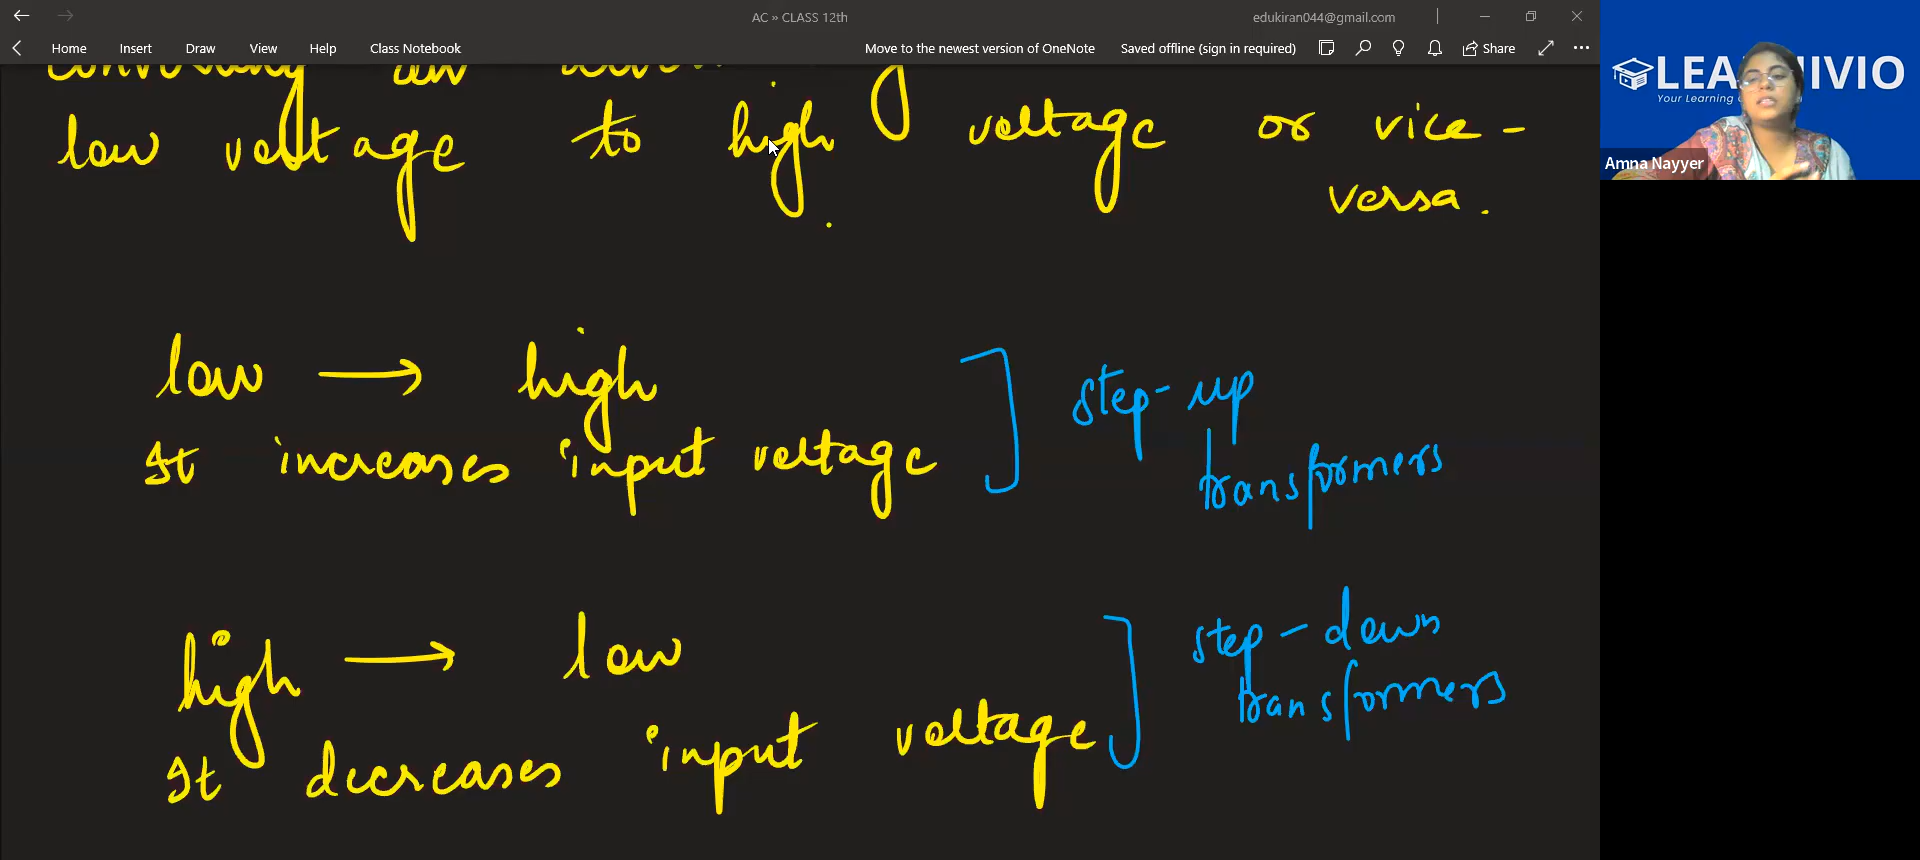 AC » CLASS 12th
edukiran044@gmail.com
Home Insert Draw View Help Class Notebook
Move to the newest version of OneNote Saved offline (sign in required) Share
converting an
low voltage to high voltage or vice-
versa.
low → high
It increases input voltage
step-up
transformers
high → low
It decreases input voltage
step-down
transformers
Your Learning
Amna Nayyer